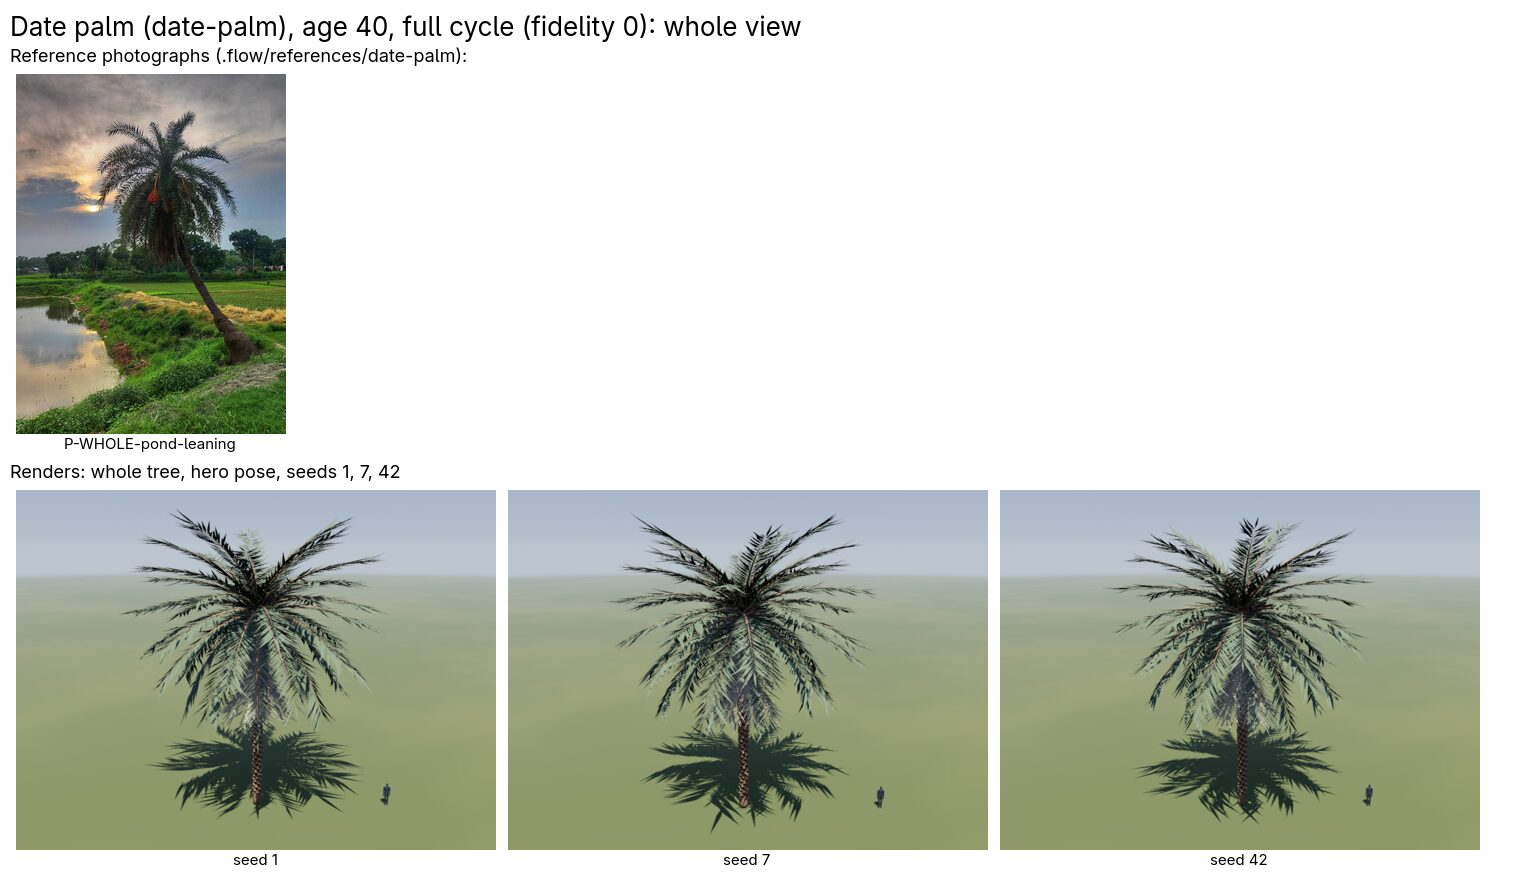 Date palm (date-palm), age 40, full cycle (fidelity 0): whole view
Reference photographs (.flow/references/date-palm):
P-WHOLE-pond-leaning
Renders: whole tree, hero pose, seeds 1, 7, 42
seed 1
seed 7
seed 42